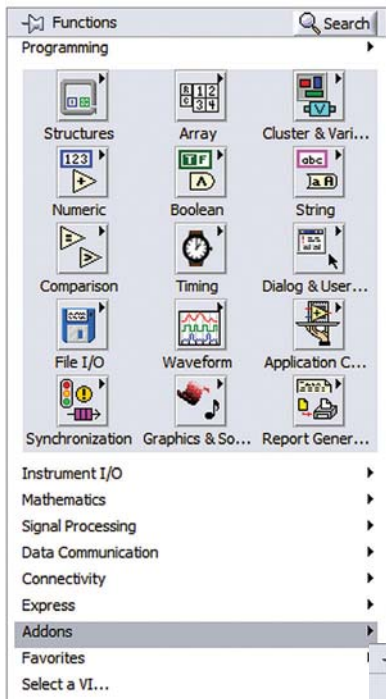 Functions
Search
Programming
Structures
Array
Cluster & Vari...
Numeric
Boolean
String
Comparison
Timing
Dialog & User...
File I/O
Waveform
Application C...
Synchronization
Graphics & So...
Report Gener...
Instrument I/O
Mathematics
Signal Processing
Data Communication
Connectivity
Express
Addons
Favorites
Select a VI...